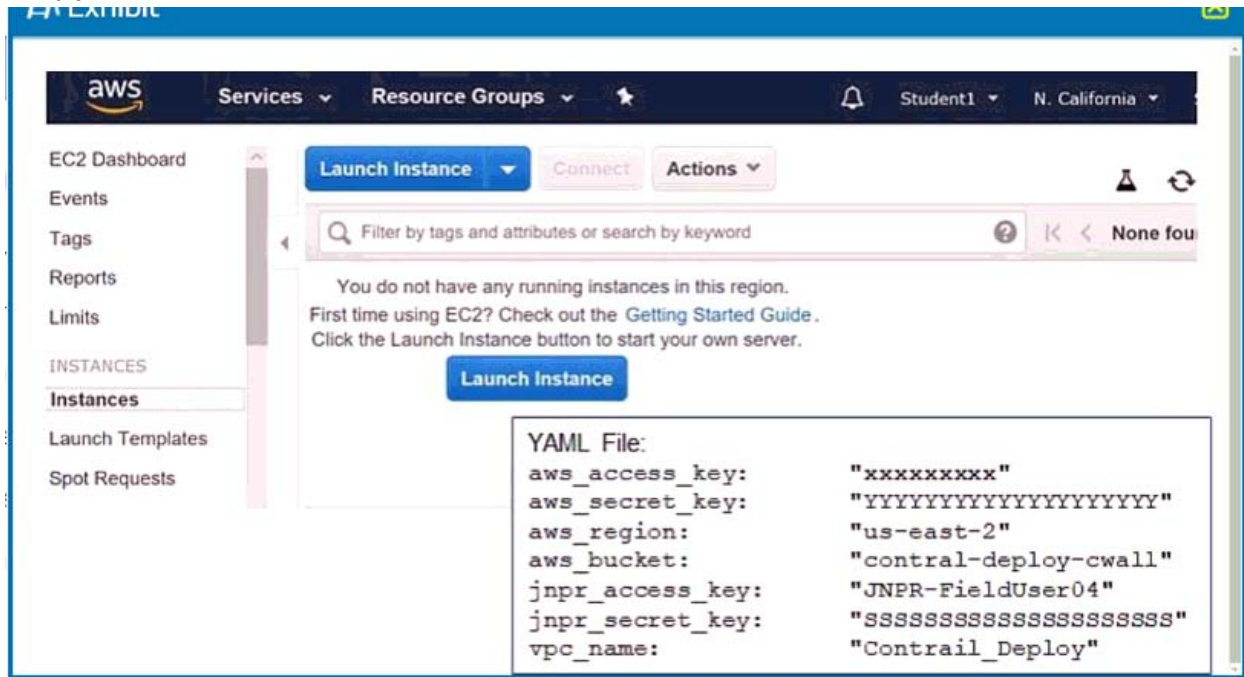 Exhibit
aws Services Resource Groups Student1 N. California
EC2 Dashboard
Events
Tags
Reports
Limits
INSTANCES
Instances
Launch Templates
Spot Requests
Launch Instance Connect Actions
Filter by tags and attributes or search by keyword None fou
You do not have any running instances in this region.
First time using EC2? Check out the Getting Started Guide.
Click the Launch Instance button to start your own server.
Launch Instance
YAML File:
aws_access_key: "xxxxxxxxx"
aws_secret_key: "YYYYYYYYYYYYYYYYYYYY"
aws_region: "us-east-2"
aws_bucket: "contral-deploy-cwall"
jnpr_access_key: "JNPR-FieldUser04"
jnpr_secret_key: "SSSSSSSSSSSSSSSSSSSSS"
vpc_name: "Contrail_Deploy"